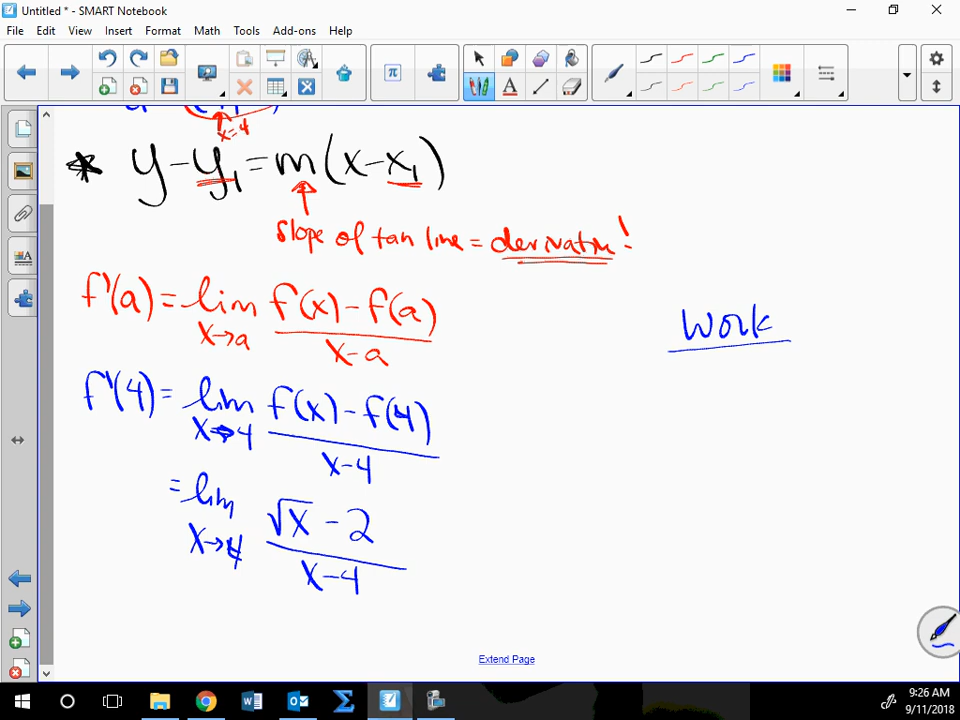 Untitled * - SMART Notebook
File Edit View Insert Format Math Tools Add-ons Help
x=4
* y-y₁=m(x-x₁)
slope of tan line = derivative!
f'(a) = lim f(x)-f(a)
x→a x-a
Work
f'(4) = lim f(x)-f(4)
x→4 x-4
= lim √x - 2
x→4 x-4
Extend Page
9:26 AM
9/11/2018